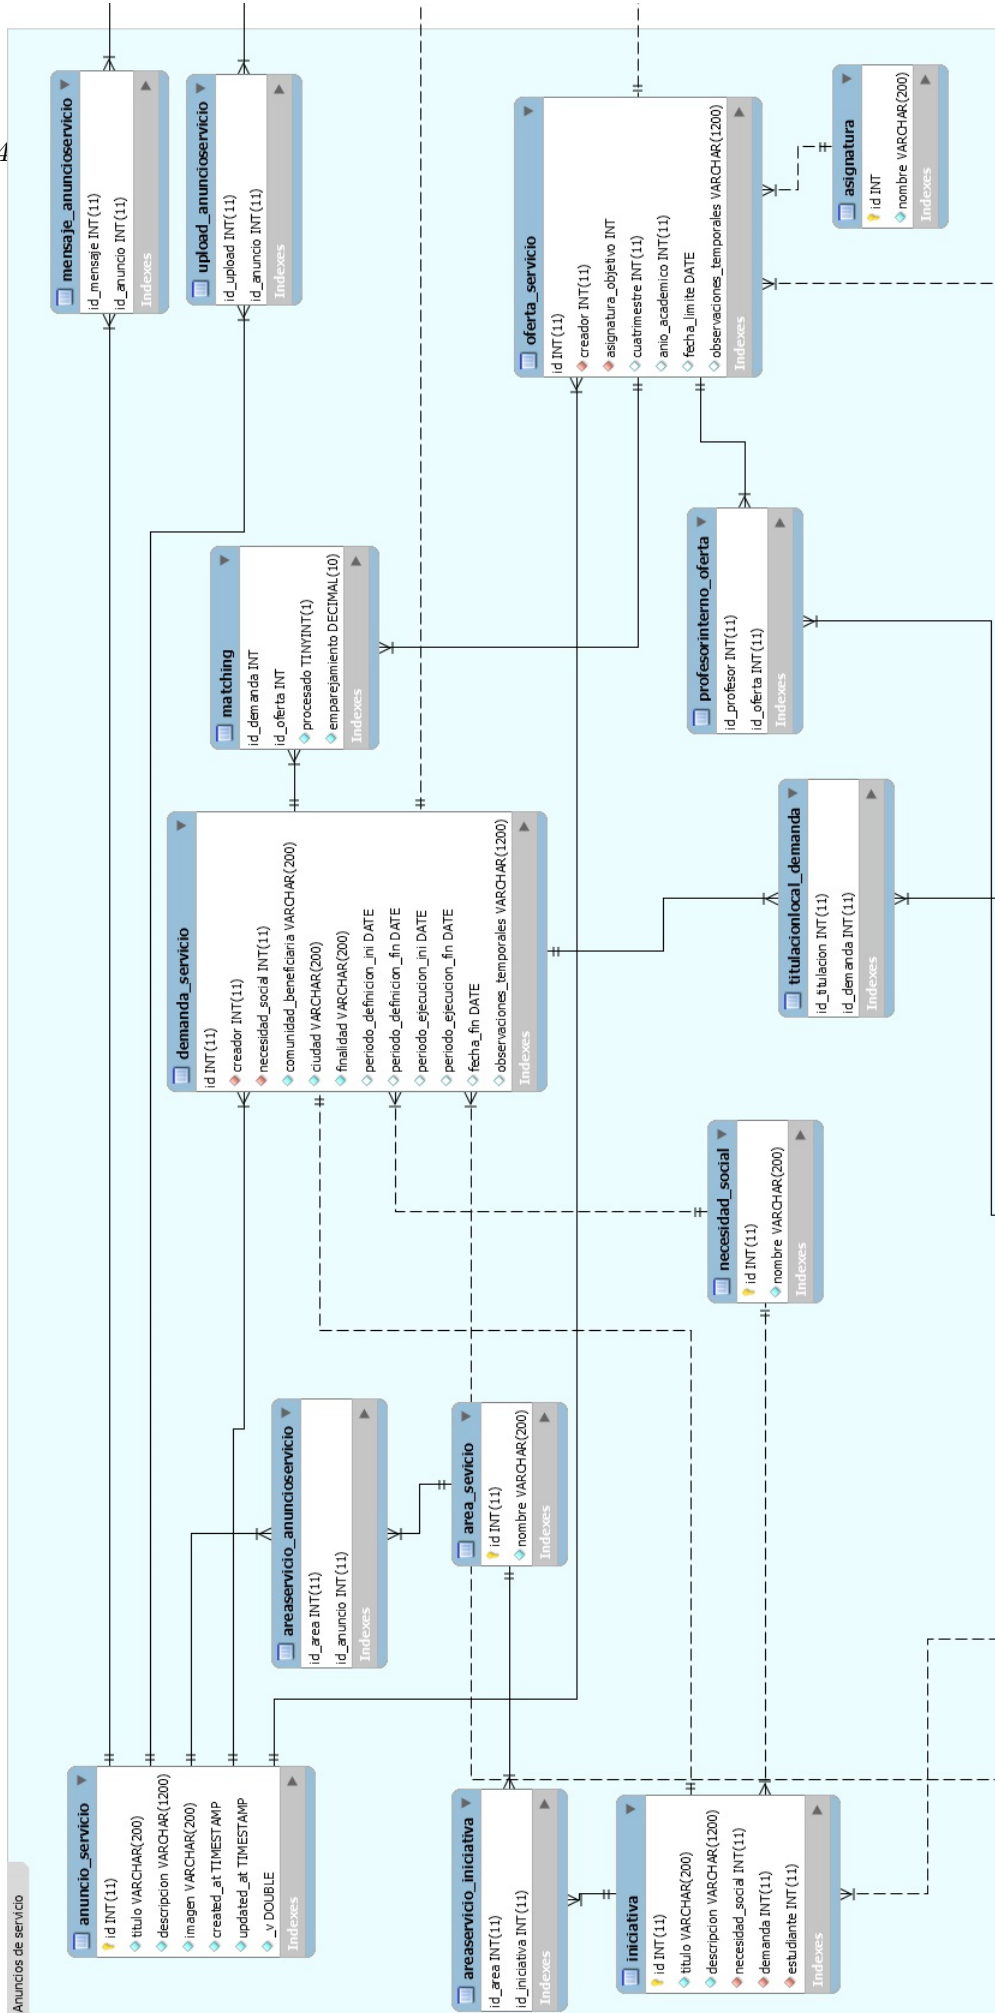 4
Anuncios de servicio
anuncio_servicio
id INT(11)
titulo VARCHAR(200)
descripcion VARCHAR(1200)
imagen VARCHAR(200)
created_at TIMESTAMP
updated_at TIMESTAMP
_v DOUBLE
Indexes
mensaje_anuncioservicio
id_mensaje INT(11)
id_anuncio INT(11)
Indexes
upload_anuncioservicio
id_upload INT(11)
id_anuncio INT(11)
Indexes
areaservicio_anuncioservicio
id_area INT(11)
id_anuncio INT(11)
Indexes
demanda_servicio
id INT(11)
creador INT(11)
necesidad_social INT(11)
comunidad_beneficiaria VARCHAR(200)
ciudad VARCHAR(200)
finalidad VARCHAR(200)
periodo_definicion_ini DATE
periodo_definicion_fin DATE
periodo_ejecucion_ini DATE
periodo_ejecucion_fin DATE
fecha_fin DATE
observaciones_temporales VARCHAR(1200)
Indexes
matching
id_demanda INT
id_oferta INT
procesado TINYINT(1)
emparejamiento DECIMAL(10)
Indexes
areaservicio_iniciativa
id_area INT(11)
id_iniciativa INT(11)
area_sevicio
id INT(11)
nombre VARCHAR(200)
Indexes
oferta_servicio
id INT(11)
creador INT(11)
asignatura_objetivo INT
cuatrimestre INT(11)
anio_academico INT(11)
fecha_limite DATE
observaciones_temporales VARCHAR(1200)
Indexes
iniciativa
id INT(11)
titulo VARCHAR(200)
descripcion VARCHAR(1200)
necesidad_social INT(11)
demanda INT(11)
estudiante INT(11)
Indexes
necesidad_social
id INT(11)
nombre VARCHAR(200)
Indexes
titulacionlocal_demanda
id_titulacion INT(11)
id_demanda INT(11)
Indexes
profesorinterno_oferta
id_profesor INT(11)
id_oferta INT(11)
Indexes
asignatura
id INT
nombre VARCHAR(200)
Indexes
Indexes